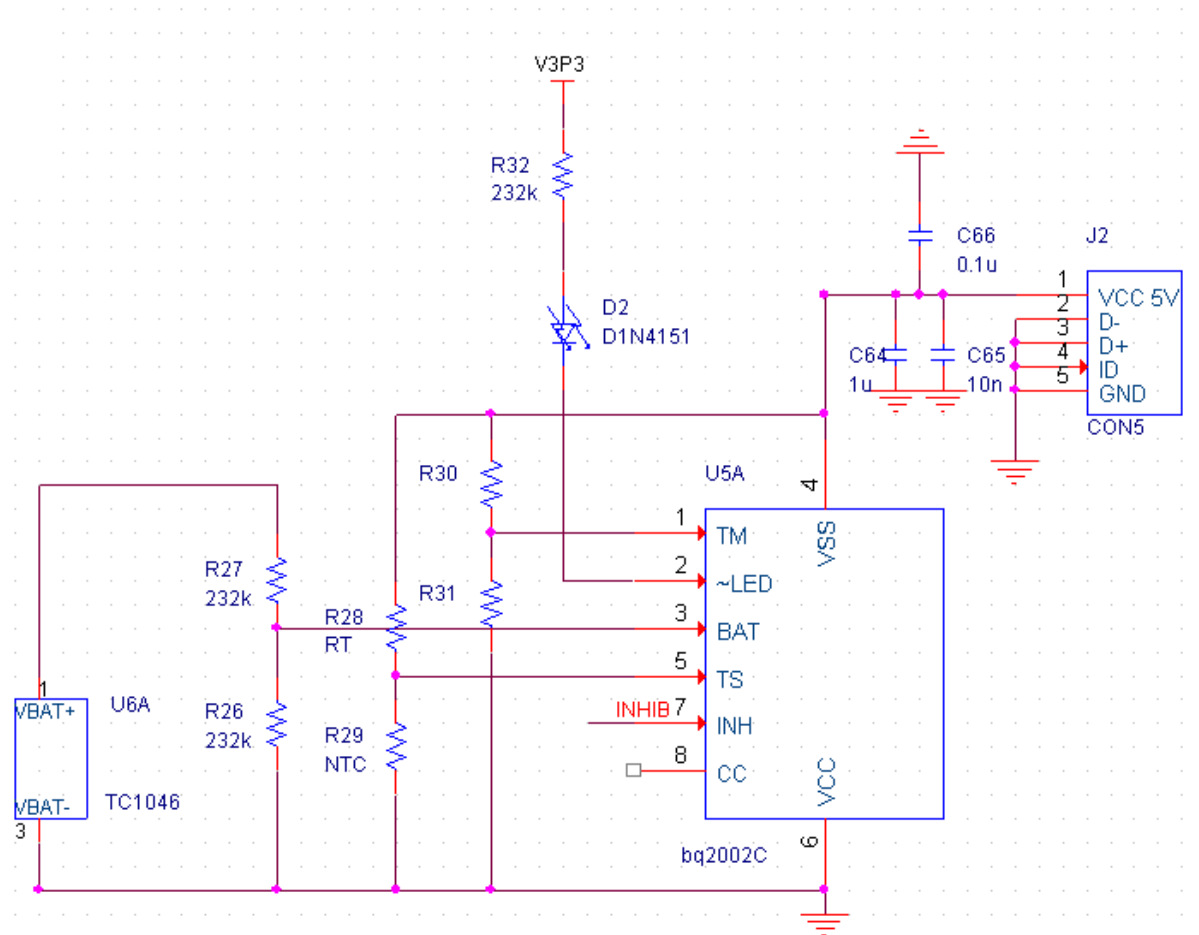 V3P3
R32
232k
D2
D1N4151
C66
0.1u
J2
1
VCC 5V
2
D-
3
D+
4
ID
5
GND
CON5
C64
1u
C65
10n
R30
U5A
4
VSS
1
TM
2
~LED
R31
3
BAT
5
TS
INHIB
7
INH
8
CC
VCC
6
bq2002C
R27
232k
R28
RT
R26
232k
R29
NTC
1
VBAT+
U6A
VBAT-
TC1046
3